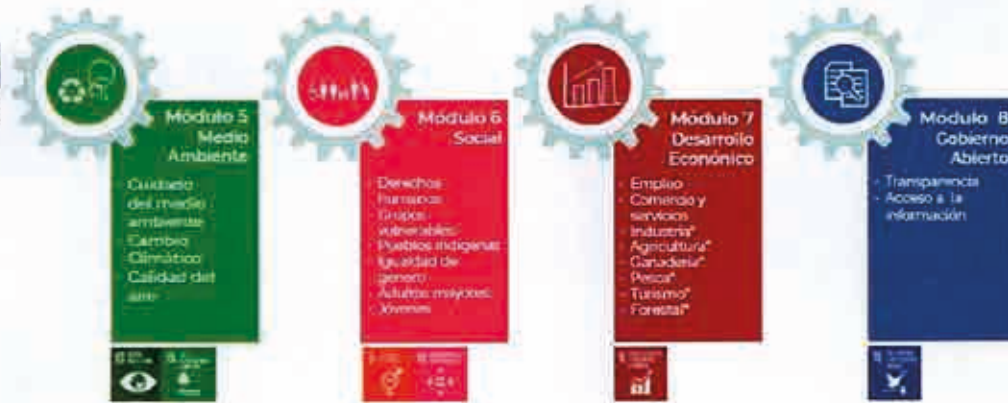 Módulo 5
Medio
Ambiente
- Cuidado
del medio
ambiente
- Cambio
Climático
- Calidad del
aire
Módulo 6
Social
- Derechos
humanos
- Grupos
vulnerables
- Pueblos indígenas
- Igualdad de
género
- Adultos mayores
- Jóvenes
Módulo 7
Desarrollo
Económico
- Empleo
- Comercio y
servicios
- Industria*
- Agricultura*
- Ganadería*
- Pesca*
- Turismo*
- Forestal*
Módulo 8
Gobierno
Abierto
- Transparencia
- Acceso a la
información